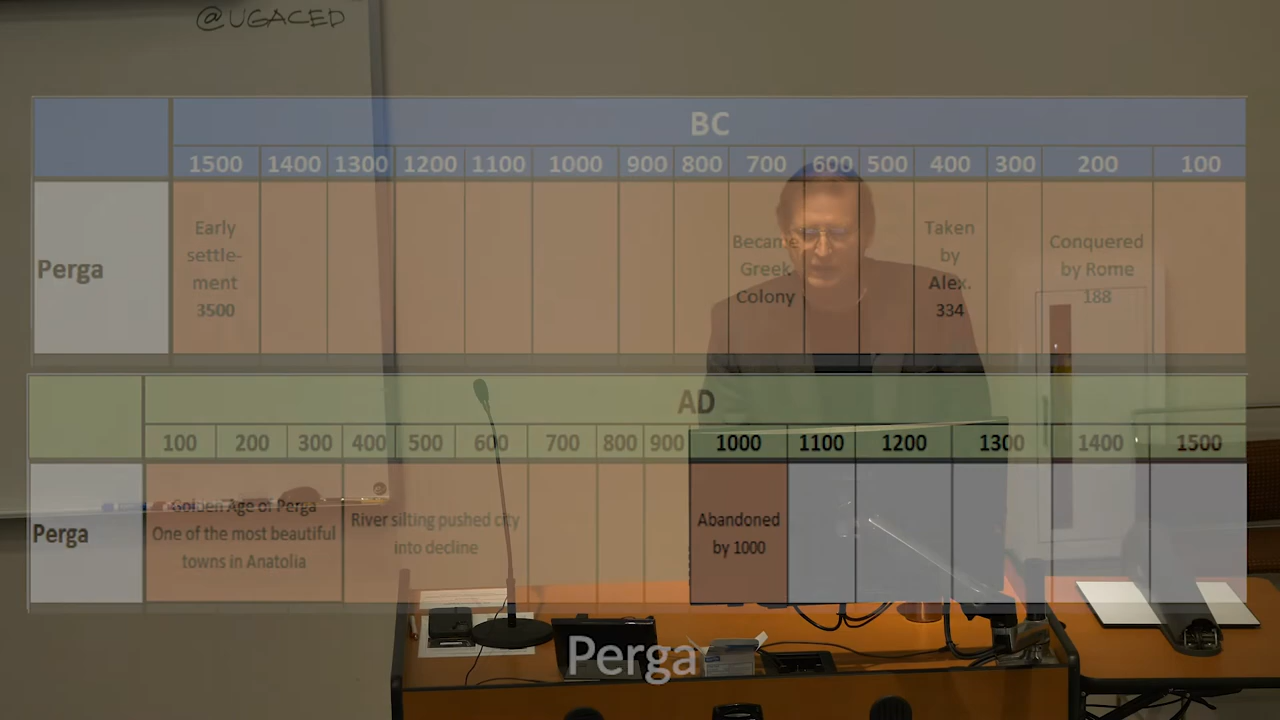 @UGACED
BC
1500 1400 1300 1200 1100 1000 900 800 700 600 500 400 300 200 100
Perga
Early
settle-
ment
3500
Became
Greek
Colony
Taken
by
Alex.
334
Conquered
by Rome
188
AD
100 200 300 400 500 600 700 800 900 1000 1100 1200 1300 1400 1500
Perga
Golden Age of Perga
One of the most beautiful
towns in Anatolia
River silting pushed city
into decline
Abandoned
by 1000
Perga